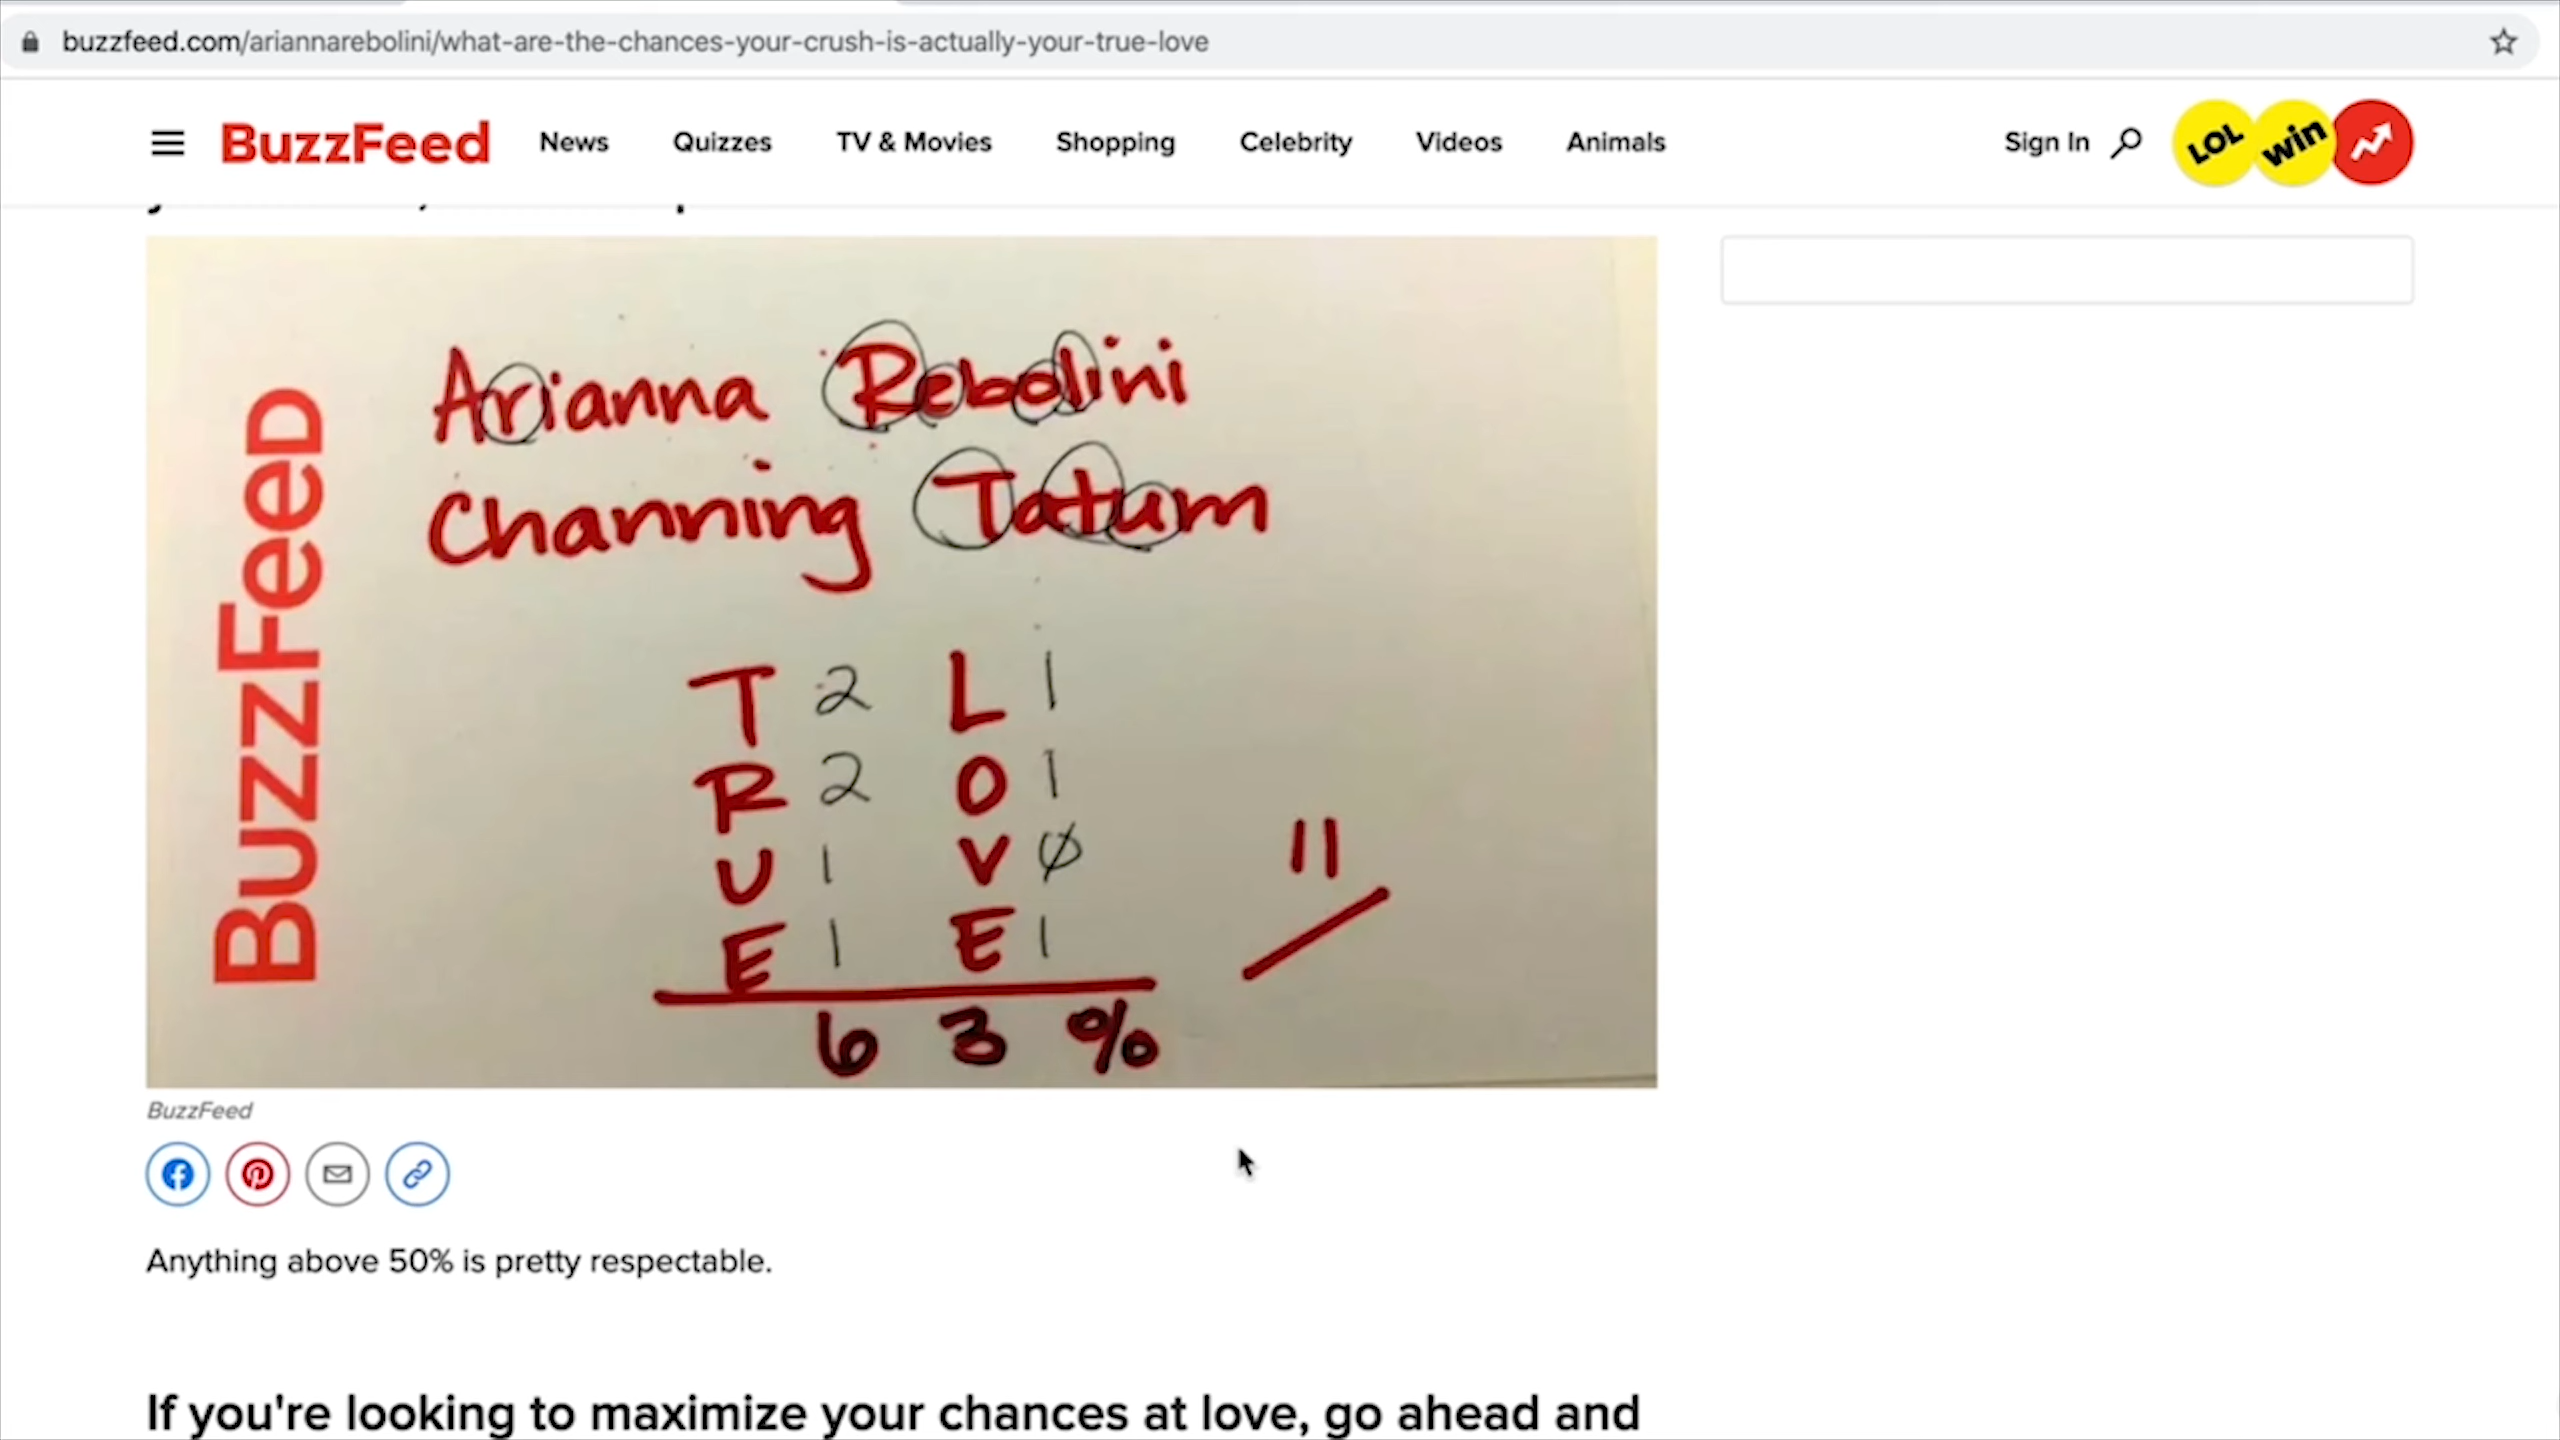 buzzfeed.com/ariannarebolini/what-are-the-chances-your-crush-is-actually-your-true-love
BuzzFeed News Quizzes TV & Movies Shopping Celebrity Videos Animals Sign In LOL win
BuzzFeed
Arianna Rebolini
Channing Tatum
T 2 L 1
R 2 O 1
U 1 V 0
E 1 E 1
6 3 %
BuzzFeed
Anything above 50% is pretty respectable.
If you're looking to maximize your chances at love, go ahead and